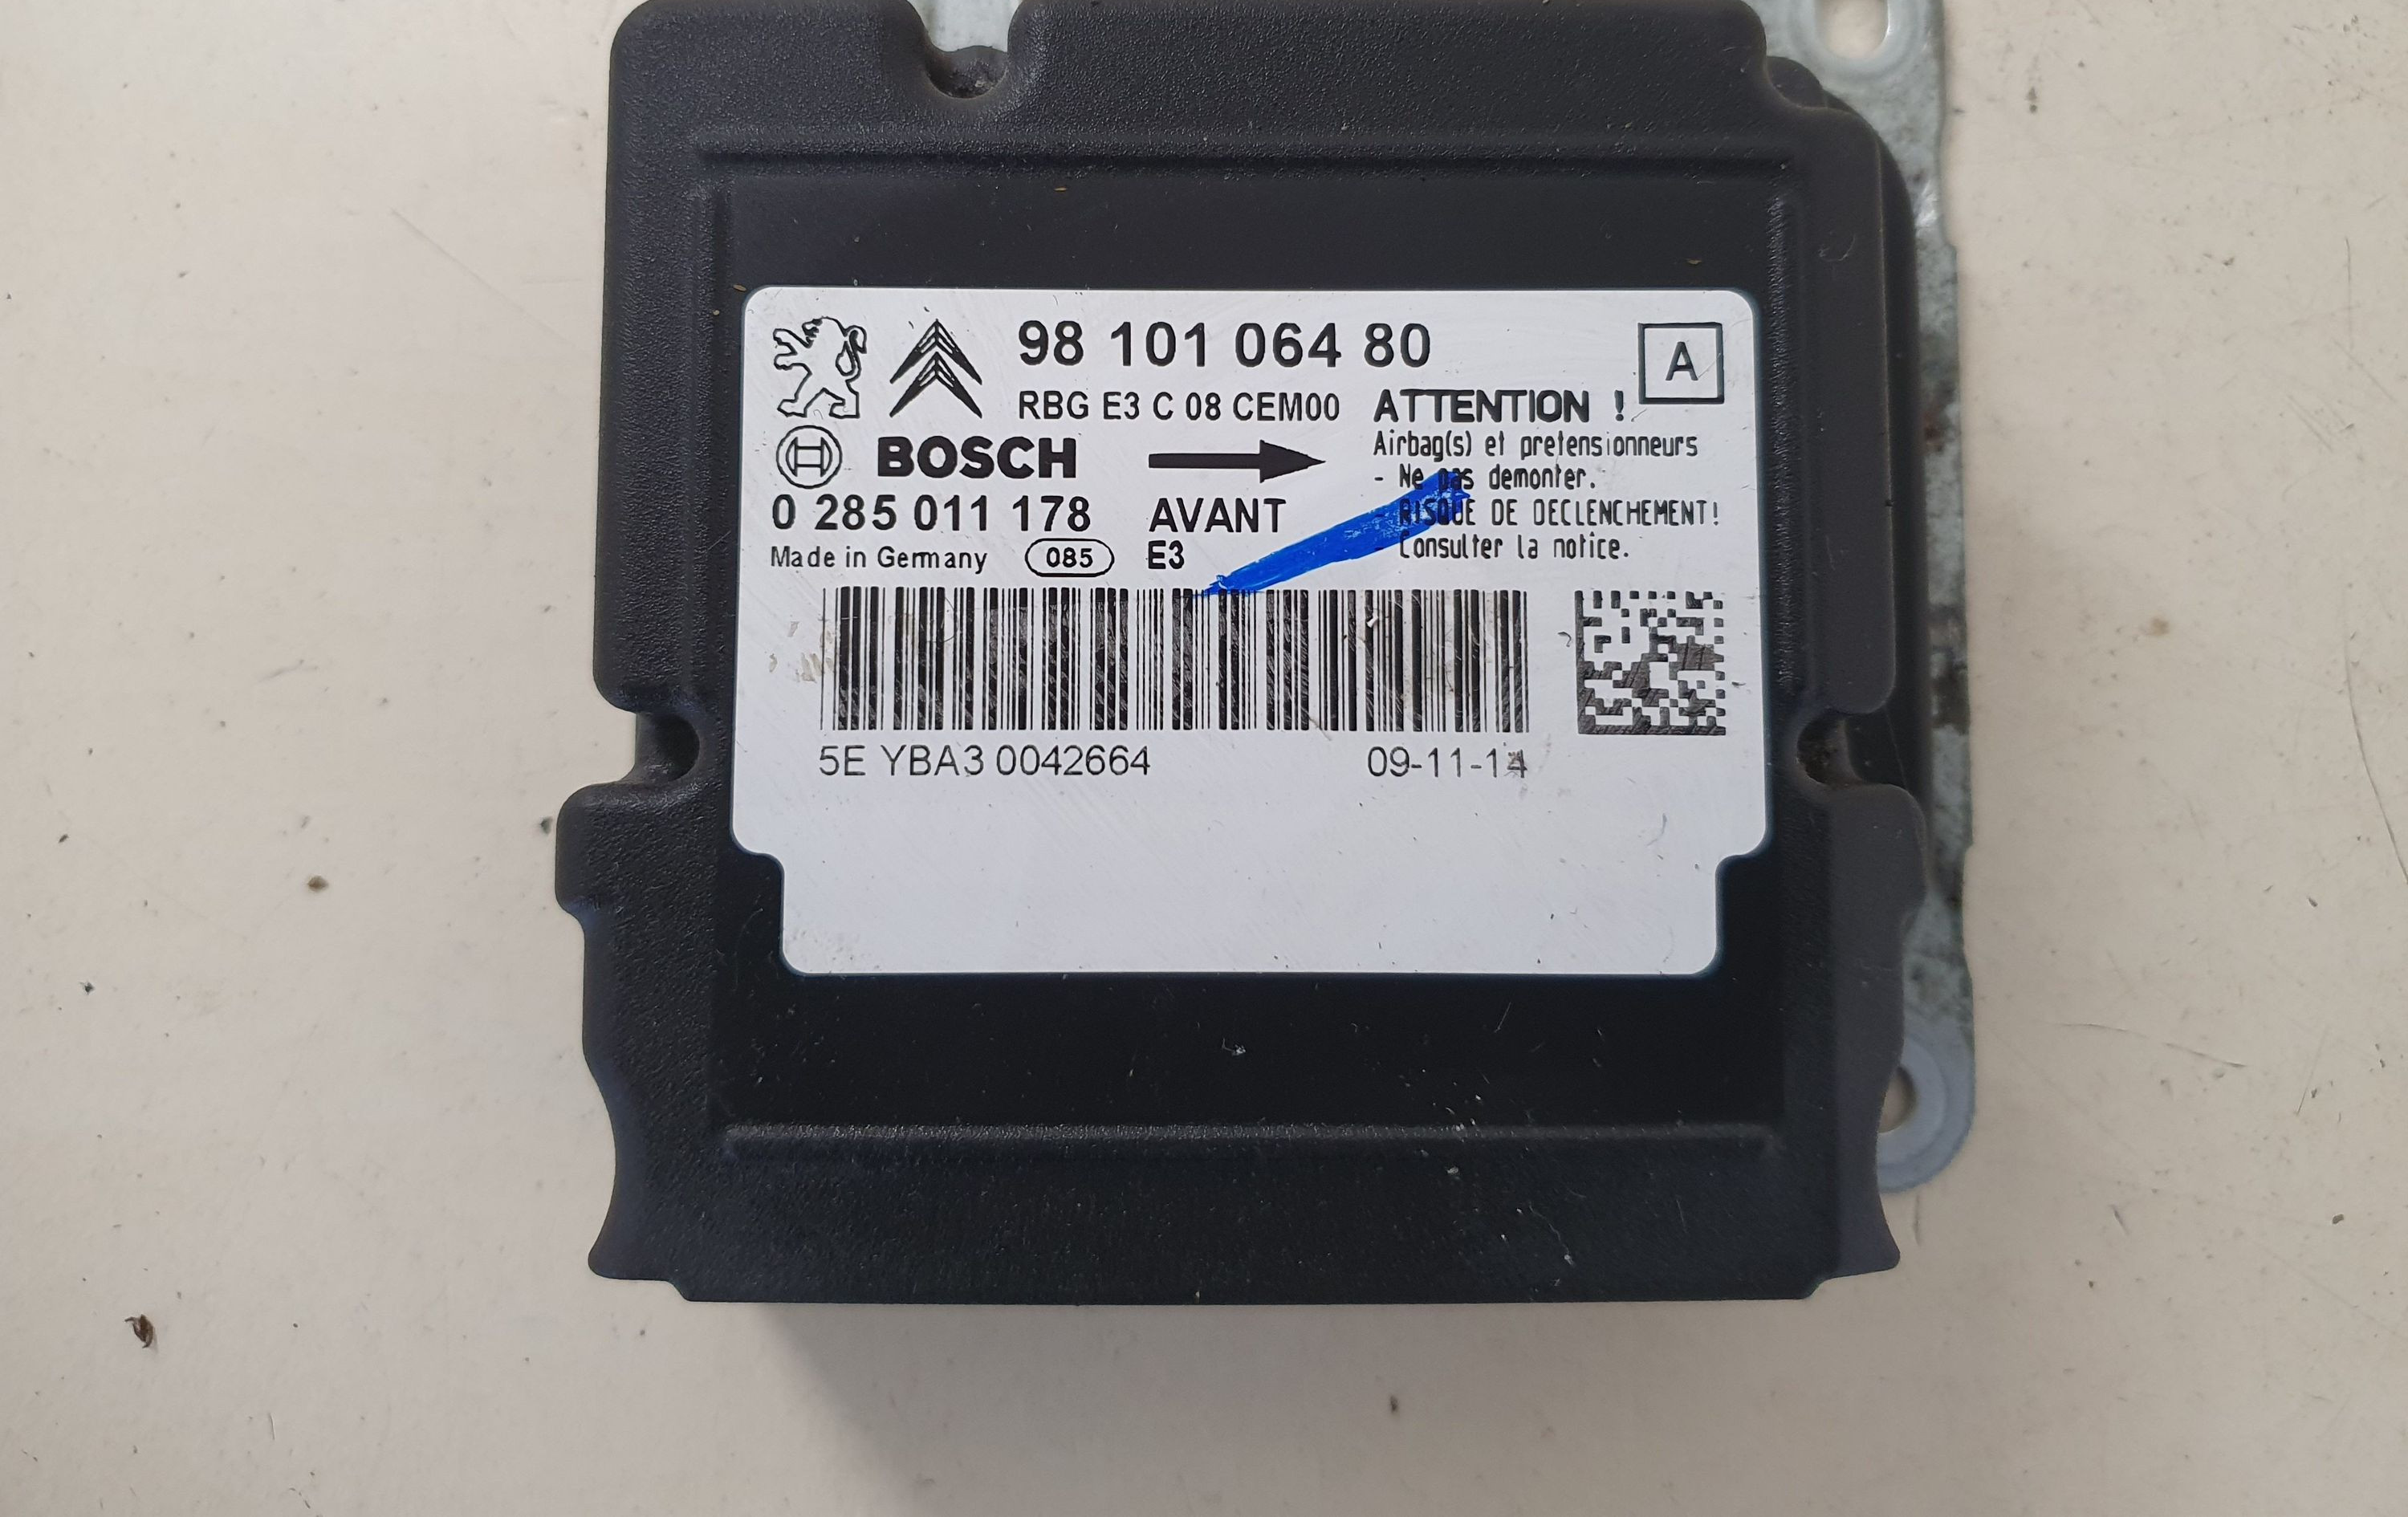 98 101 064 80
A
RBG E3 C 08 CEM00
ATTENTION !
Airbag(s) et pretensionneurs
- Ne pas demonter.
- RISQUE DE DECLENCHEMENT!
- Consulter la notice.
BOSCH
0 285 011 178
AVANT
Made in Germany
085
E3
5E YBA3 0042664
09-11-14